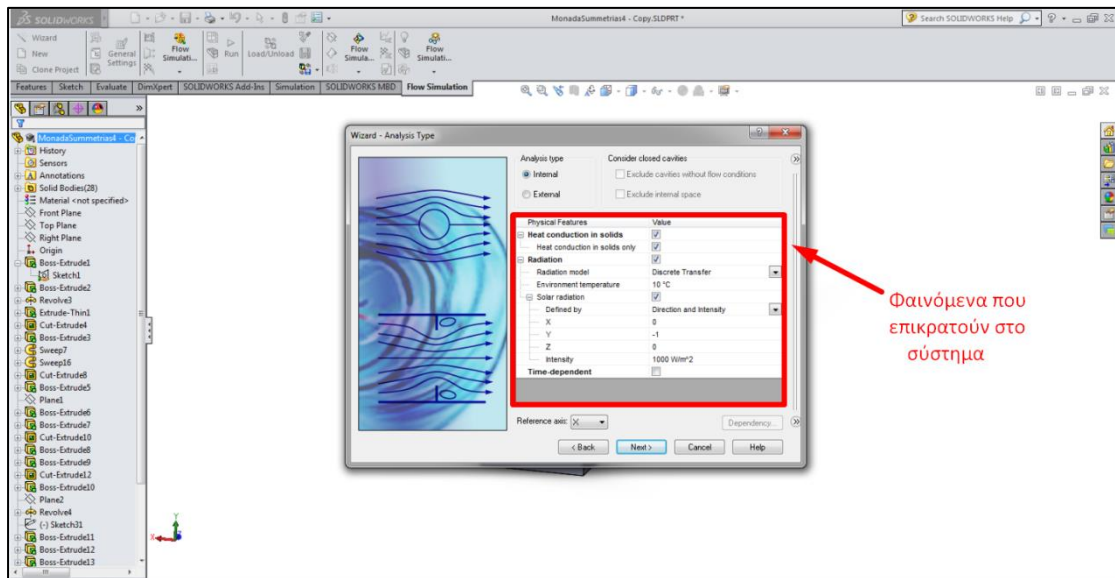 SOLIDWORKS
MonadaSummetrias4 - Copy.SLDPRT *
Search SOLIDWORKS Help
Wizard
New
Clone Project
General Settings
Flow Simulati...
Run
Load/Unload
Flow Simula...
Flow Simulati...
Features
Sketch
Evaluate
DimXpert
SOLIDWORKS Add-Ins
Simulation
SOLIDWORKS MBD
Flow Simulation
MonadaSummetrias4 - Co
History
Sensors
Annotations
Solid Bodies(28)
Material <not specified>
Front Plane
Top Plane
Right Plane
Origin
Boss-Extrude1
Sketch1
Boss-Extrude2
Revolve3
Extrude-Thin1
Cut-Extrude4
Boss-Extrude3
Sweep7
Sweep16
Cut-Extrude8
Boss-Extrude5
Plane1
Boss-Extrude6
Boss-Extrude7
Cut-Extrude10
Boss-Extrude8
Boss-Extrude9
Cut-Extrude12
Boss-Extrude10
Plane2
Revolve4
(-) Sketch31
Boss-Extrude11
Boss-Extrude12
Boss-Extrude13
Wizard - Analysis Type
Analysis type
Consider closed cavities
Internal
Exclude cavities without flow conditions
External
Exclude internal space
Physical Features Value
Heat conduction in solids
Heat conduction in solids only
Radiation
Radiation model Discrete Transfer
Environment temperature 10 °C
Solar radiation
Defined by Direction and Intensity
X 0
Y -1
Z 0
Intensity 1000 W/m^2
Time-dependent
Reference axis: X
Dependency...
< Back
Next >
Cancel
Help
Φαινόμενα που
επικρατούν στο
σύστημα
Y
X